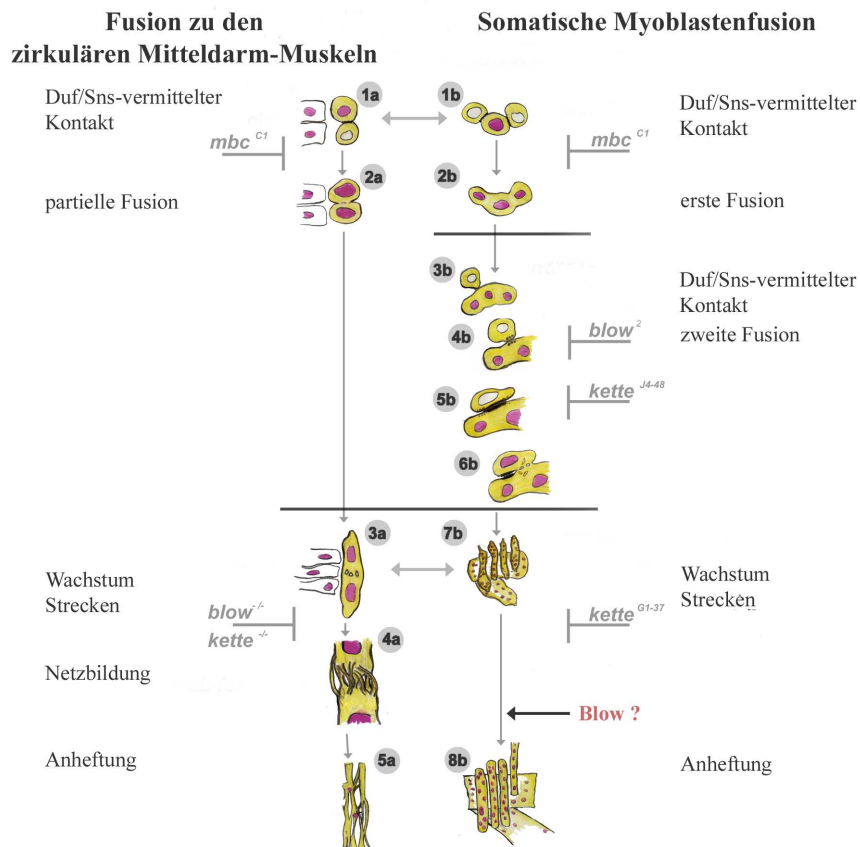 Fusion zu den
zirkulären Mitteldarm-Muskeln
Somatische Myoblastenfusion
Duf/Sns-vermittelter
Kontakt
1a
1b
Duf/Sns-vermittelter
Kontakt
mbc C1
mbc C1
partielle Fusion
2a
2b
erste Fusion
3b
Duf/Sns-vermittelter
Kontakt
4b
blow 2
zweite Fusion
5b
kette J4-48
6b
3a
7b
Wachstum
Strecken
Wachstum
Strecken
blow -/-
kette -/-
kette G1-37
4a
Netzbildung
Blow ?
Anheftung
5a
8b
Anheftung